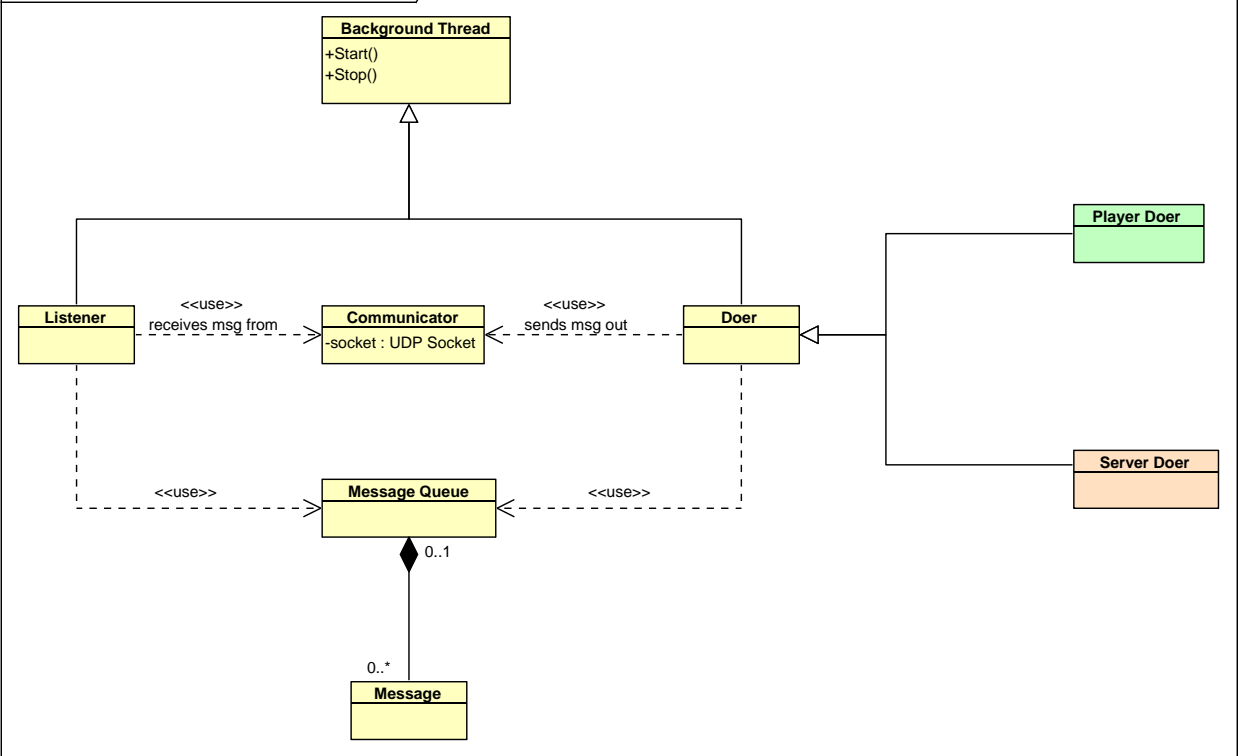 Background Thread
+Start()
+Stop()
Player Doer
<<use>>
receives msg from
<<use>>
sends msg out
Listener
Communicator
-socket : UDP Socket
Doer
Server Doer
<<use>>
Message Queue
<<use>>
0..1
0..*
Message